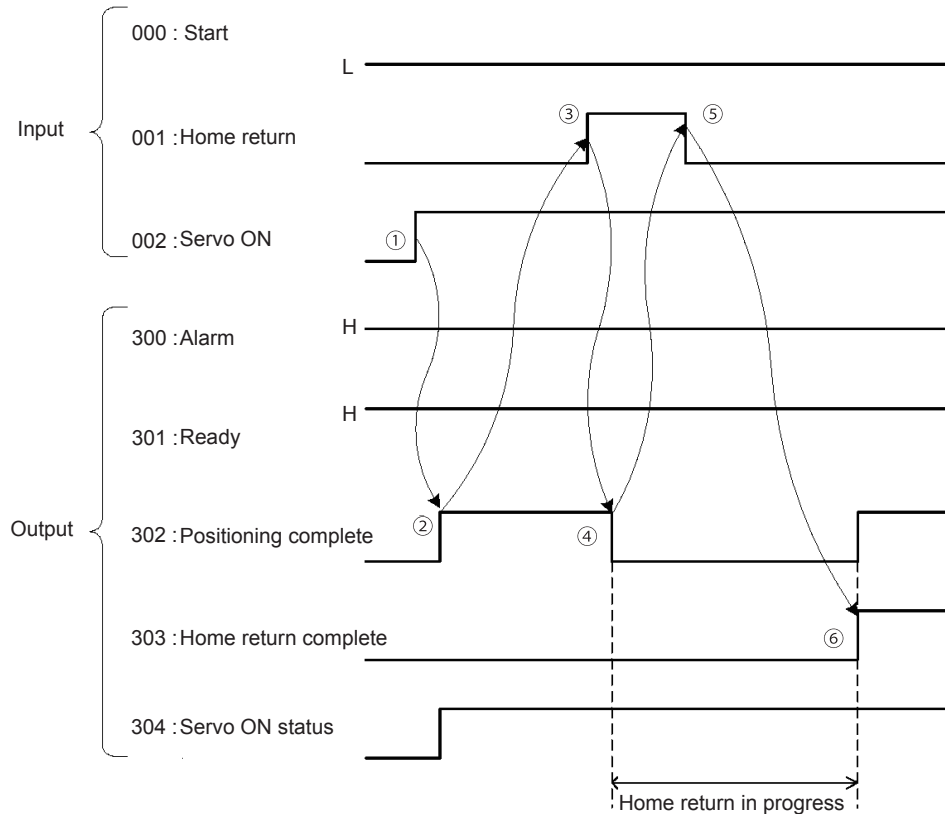 000 : Start
L
③
⑤
Input
001 : Home return
①
002 : Servo ON
H
300 : Alarm
H
301 : Ready
Output
②
④
302 : Positioning complete
303 : Home return complete
⑥
304 : Servo ON status
Home return in progress